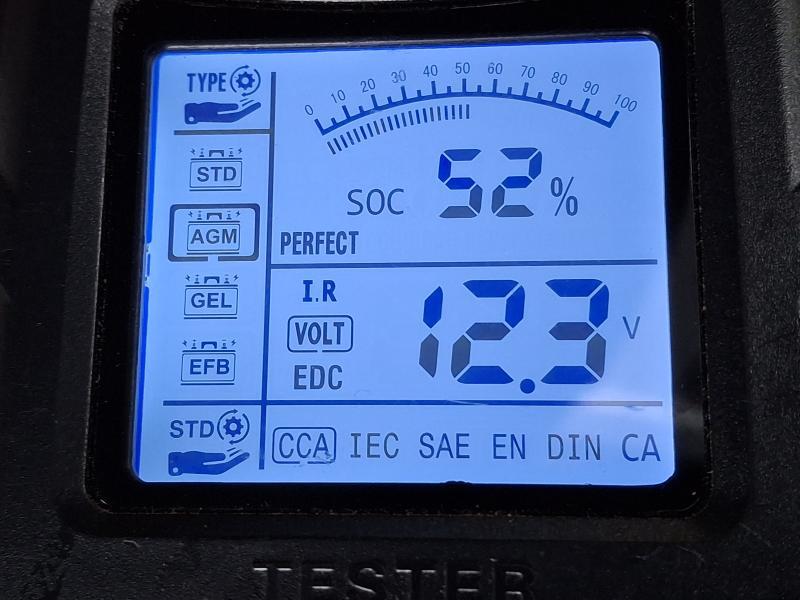 TYPE
0 10 20 30 40 50 60 70 80 90 100
STD
SOC 52 %
AGM
PERFECT
GEL
I.R
VOLT 12.3 V
EFB
EDC
STD
CCA IEC SAE EN DIN CA
TESTER